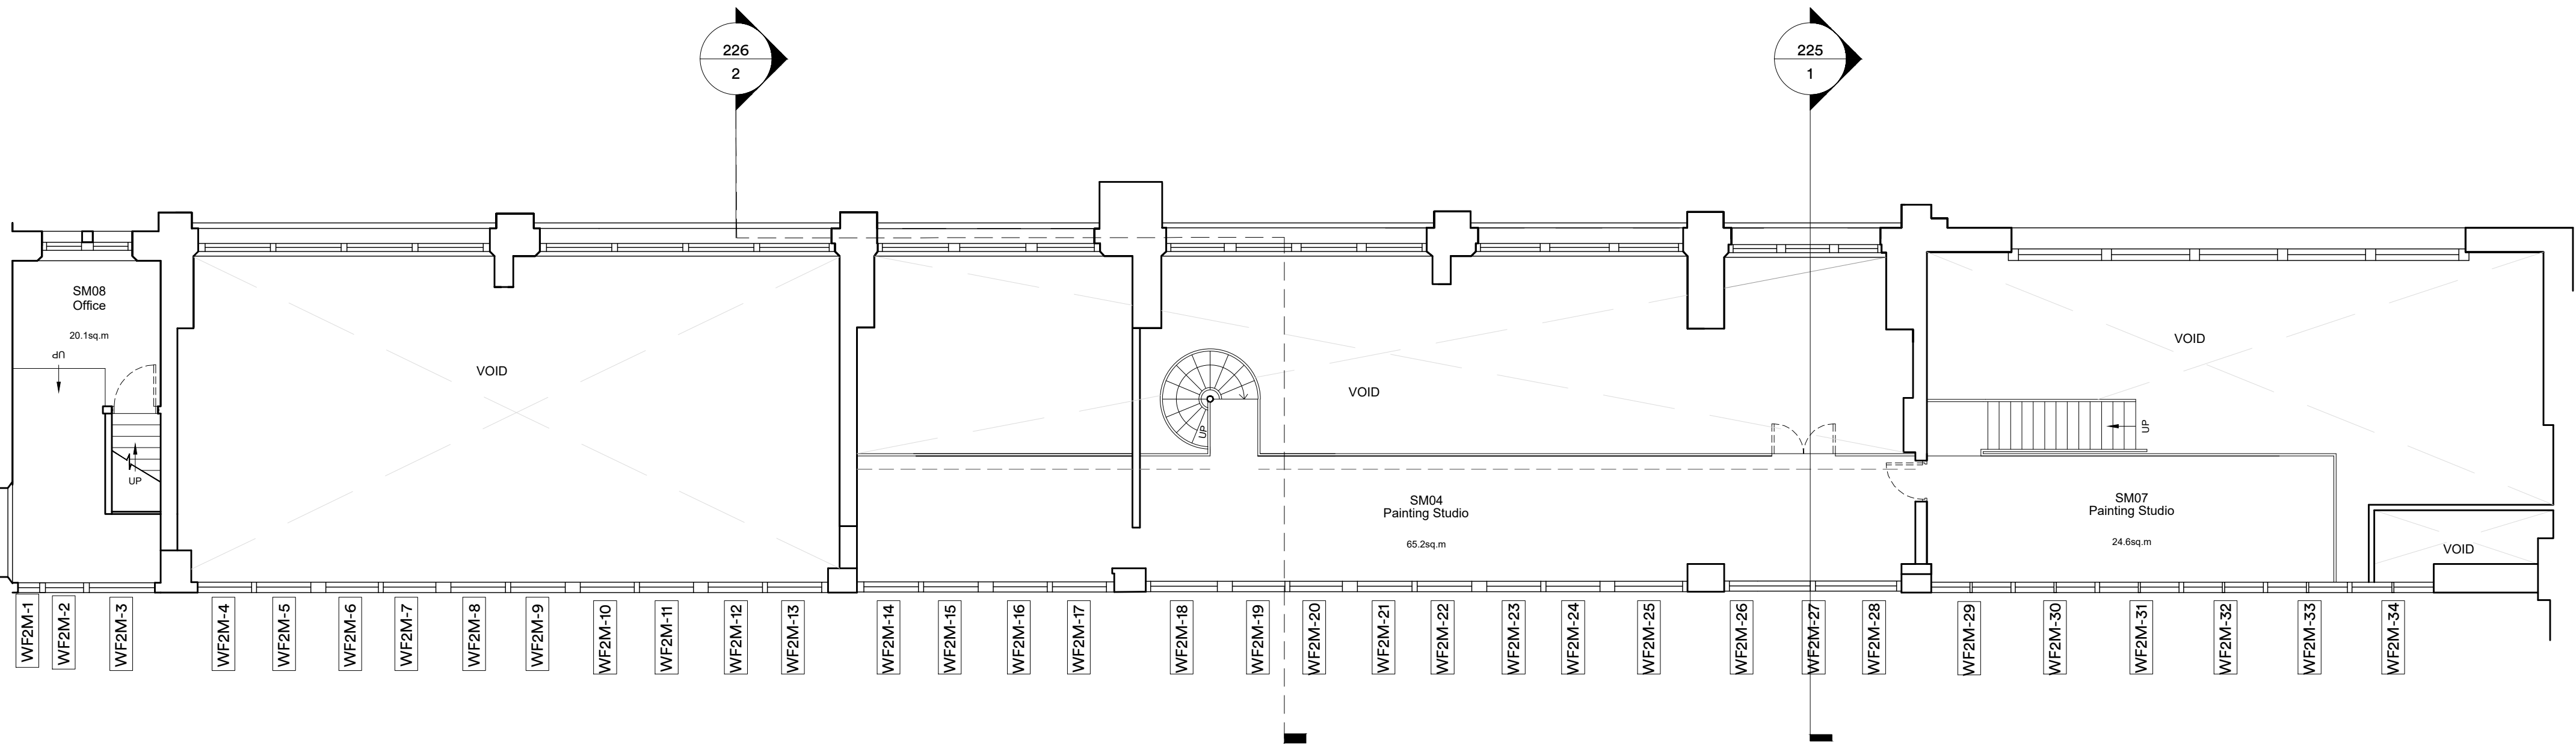 226
2
225
1
SM08
Office
20.1sq.m
UP
UP
VOID
VOID
UP
SM04
Painting Studio
65.2sq.m
VOID
UP
SM07
Painting Studio
24.6sq.m
VOID
WF2M-1
WF2M-2
WF2M-3
WF2M-4
WF2M-5
WF2M-6
WF2M-7
WF2M-8
WF2M-9
WF2M-10
WF2M-11
WF2M-12
WF2M-13
WF2M-14
WF2M-15
WF2M-16
WF2M-17
WF2M-18
WF2M-19
WF2M-20
WF2M-21
WF2M-22
WF2M-23
WF2M-24
WF2M-25
WF2M-26
WF2M-27
WF2M-28
WF2M-29
WF2M-30
WF2M-31
WF2M-32
WF2M-33
WF2M-34